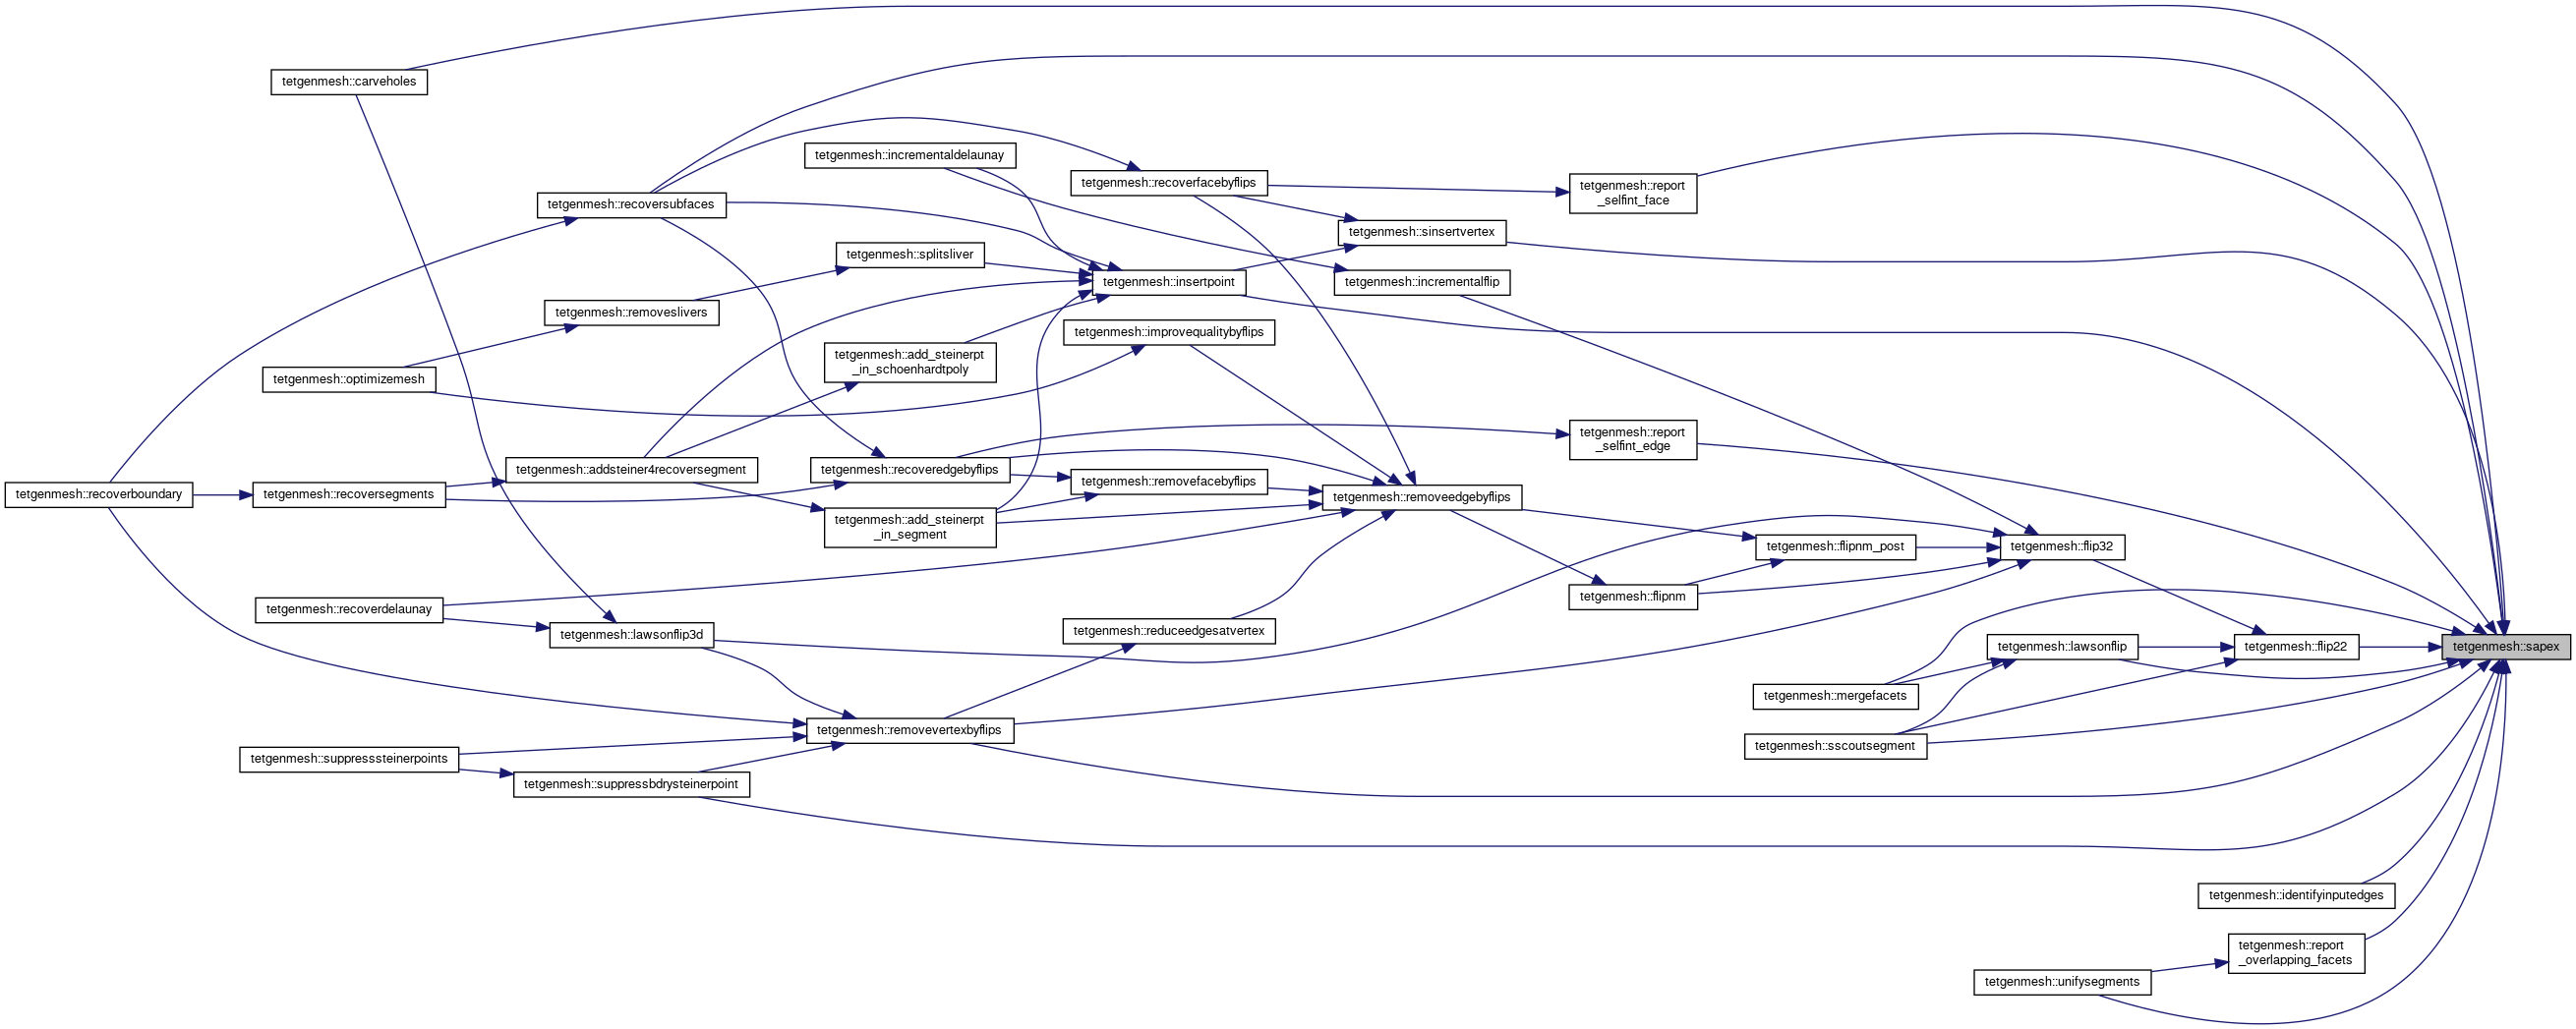 tetgenmesh::carveholes
tetgenmesh::incrementaldelaunay
tetgenmesh::recoverfacebyflips
tetgenmesh::report
_selfint_face
tetgenmesh::recoversubfaces
tetgenmesh::sinsertvertex
tetgenmesh::splitsliver
tetgenmesh::insertpoint
tetgenmesh::incrementalflip
tetgenmesh::removeslivers
tetgenmesh::improvequalitybyflips
tetgenmesh::add_steinerpt
_in_schoenhardtpoly
tetgenmesh::optimizemesh
tetgenmesh::report
_selfint_edge
tetgenmesh::addsteiner4recoversegment
tetgenmesh::recoveredgebyflips
tetgenmesh::removefacebyflips
tetgenmesh::recoverboundary
tetgenmesh::recoversegments
tetgenmesh::removeedgebyflips
tetgenmesh::add_steinerpt
_in_segment
tetgenmesh::flipnm_post
tetgenmesh::flip32
tetgenmesh::flipnm
tetgenmesh::recoverdelaunay
tetgenmesh::lawsonflip3d
tetgenmesh::reduceedgesatvertex
tetgenmesh::lawsonflip
tetgenmesh::flip22
tetgenmesh::sapex
tetgenmesh::mergefacets
tetgenmesh::removevertexbyflips
tetgenmesh::sscoutsegment
tetgenmesh::suppresssteinerpoints
tetgenmesh::suppressbdrysteinerpoint
tetgenmesh::identifyinputedges
tetgenmesh::report
_overlapping_facets
tetgenmesh::unifysegments